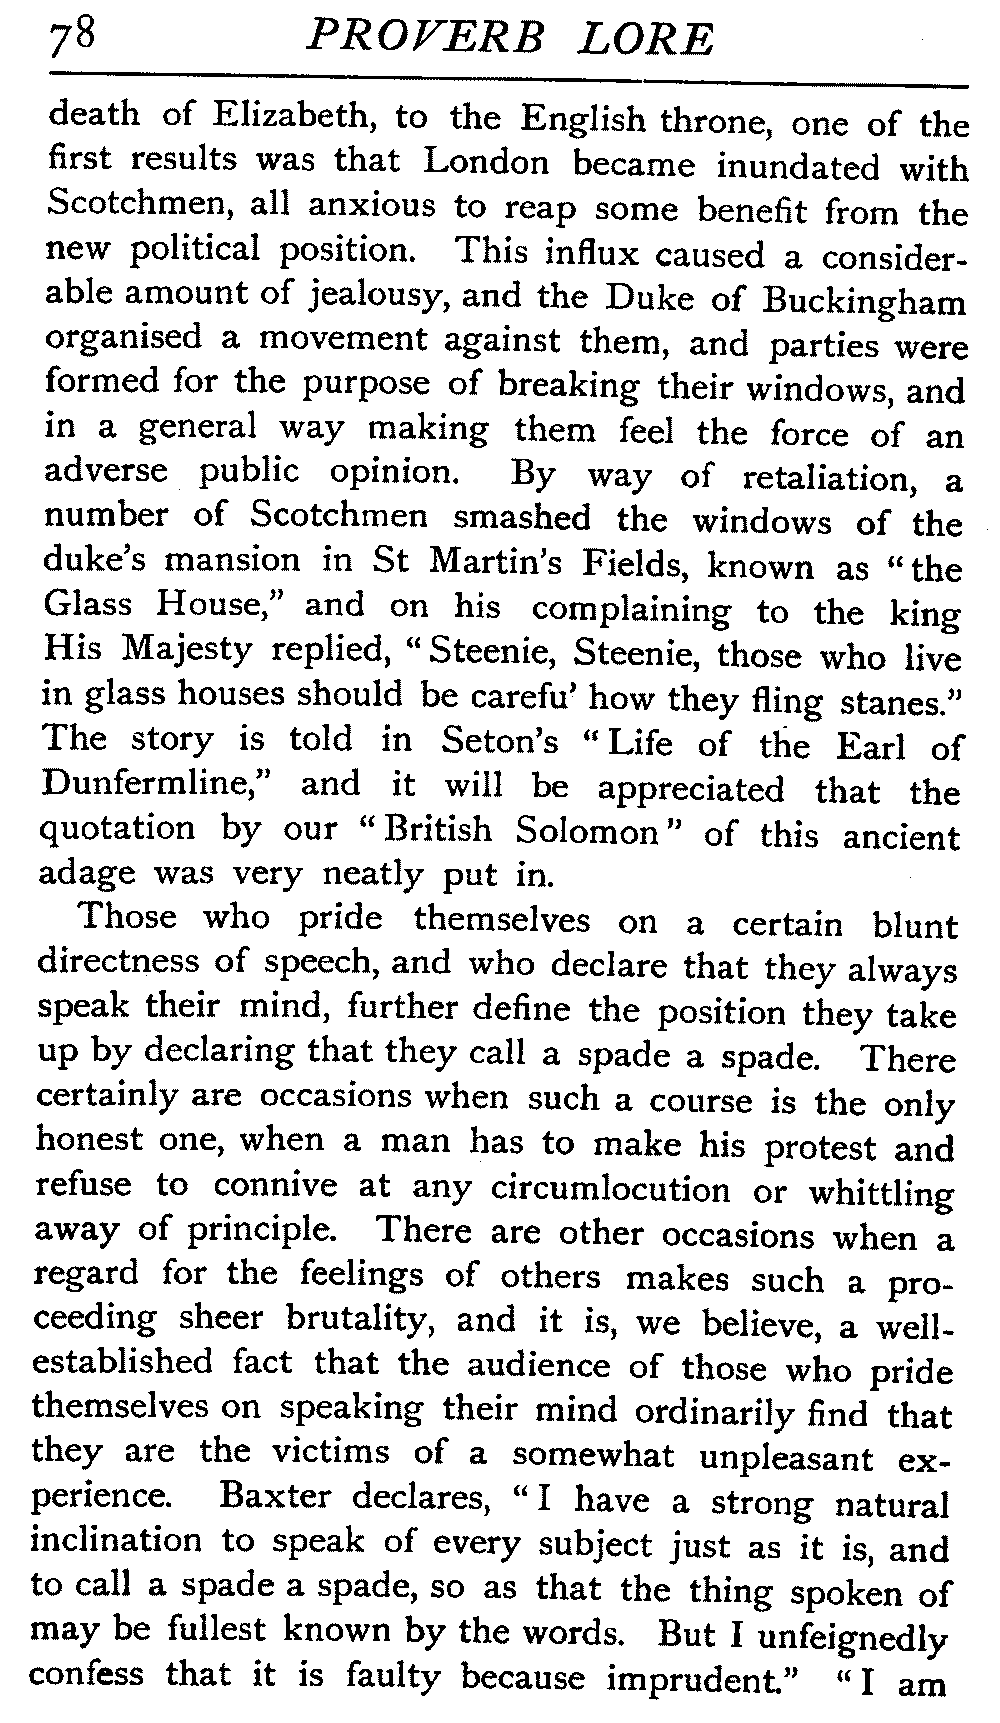 78 PROVERB LORE
death of Elizabeth, to the English throne, one of the
first results was that London became inundated with
Scotchmen, all anxious to reap some benefit from the
new political position. This influx caused a consider-
able amount of jealousy, and the Duke of Buckingham
organised a movement against them, and parties were
formed for the purpose of breaking their windows, and
in a general way making them feel the force of an
adverse public opinion. By way of retaliation, a
number of Scotchmen smashed the windows of the
duke's mansion in St Martin's Fields, known as "the
Glass House," and on his complaining to the king
His Majesty replied, "Steenie, Steenie, those who live
in glass houses should be carefu' how they fling stanes."
The story is told in Seton's "Life of the Earl of
Dunfermline," and it will be appreciated that the
quotation by our "British Solomon" of this ancient
adage was very neatly put in.
Those who pride themselves on a certain blunt
directness of speech, and who declare that they always
speak their mind, further define the position they take
up by declaring that they call a spade a spade. There
certainly are occasions when such a course is the only
honest one, when a man has to make his protest and
refuse to connive at any circumlocution or whittling
away of principle. There are other occasions when a
regard for the feelings of others makes such a pro-
ceeding sheer brutality, and it is, we believe, a well-
established fact that the audience of those who pride
themselves on speaking their mind ordinarily find that
they are the victims of a somewhat unpleasant ex-
perience. Baxter declares, "I have a strong natural
inclination to speak of every subject just as it is, and
to call a spade a spade, so as that the thing spoken of
may be fullest known by the words. But I unfeignedly
confess that it is faulty because imprudent." "I am